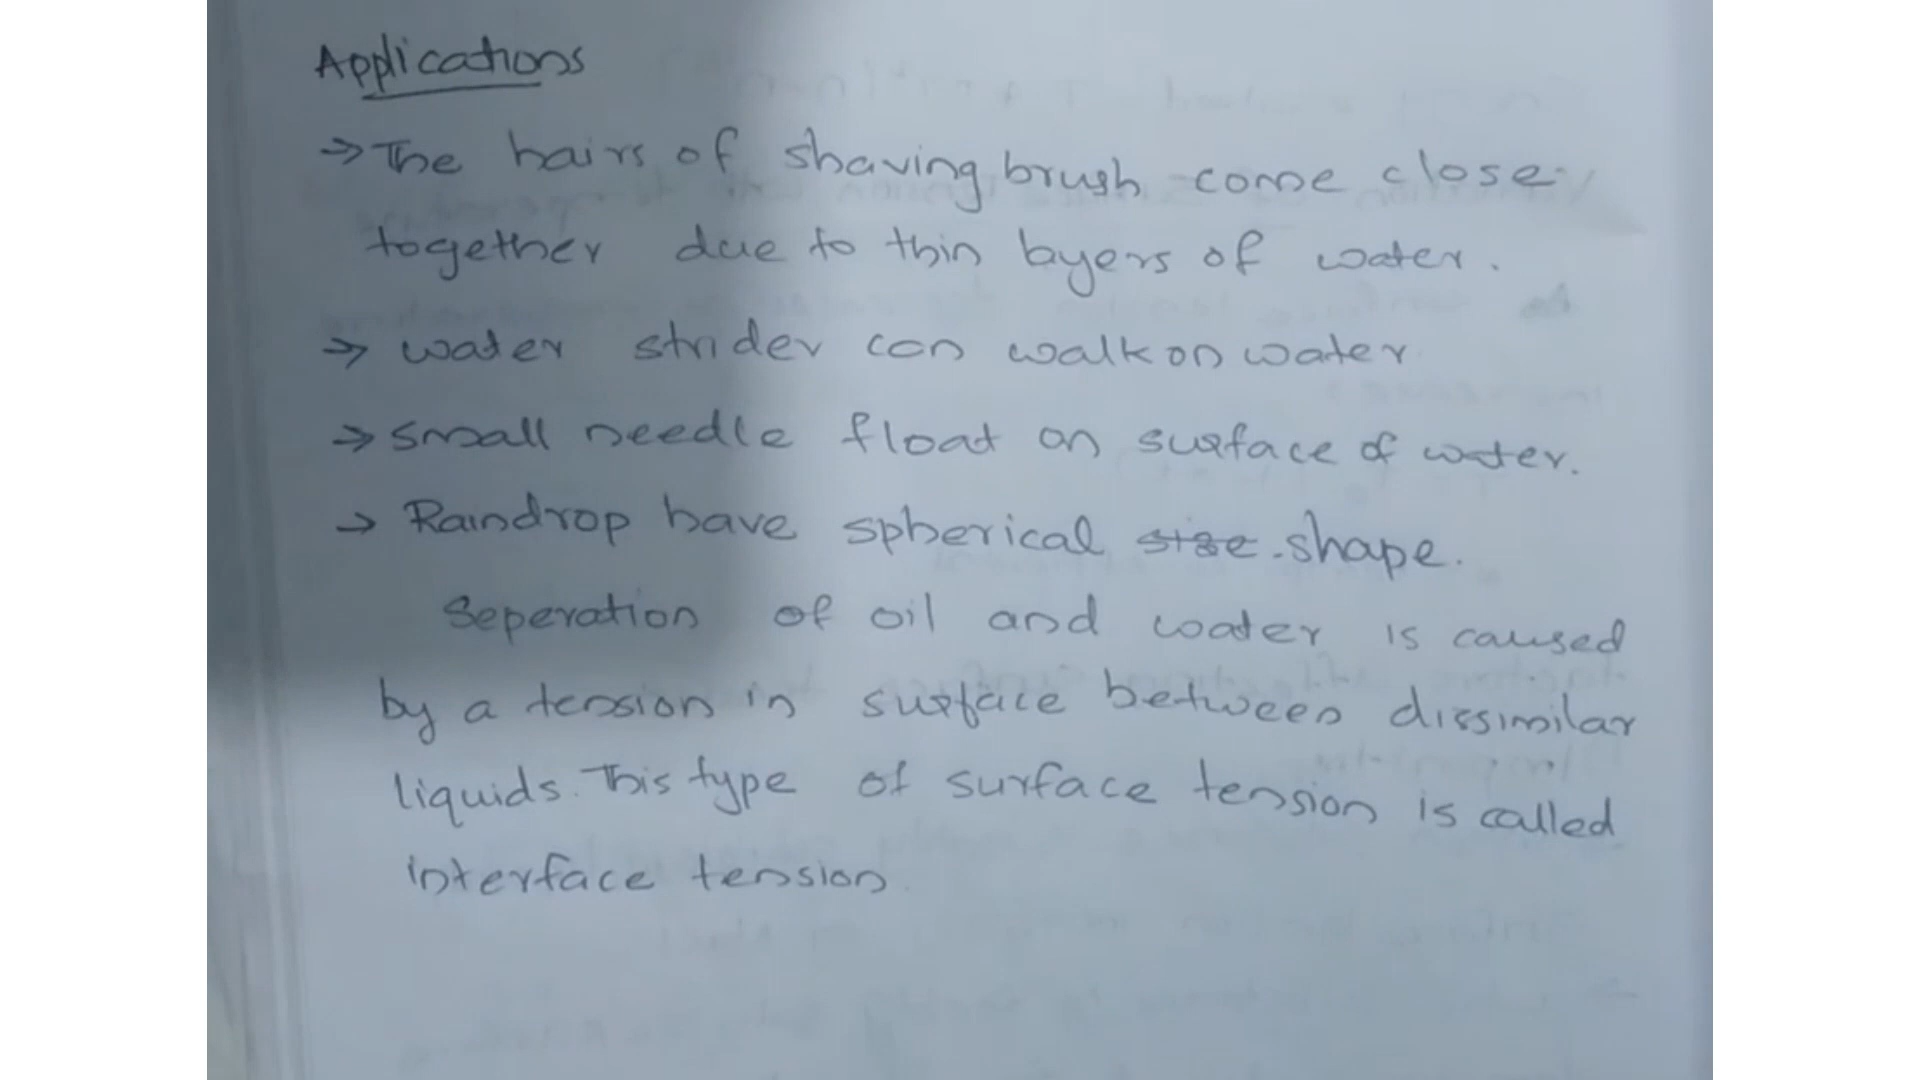 Applications
→ The hairs of shaving brush come close
together due to thin layers of water.
→ water strider can walk on water
→ small needle float on surface of water.
→ Raindrop have spherical size shape.
Seperation of oil and water is caused
by a tension in surface between dissimilar
liquids. This type of surface tension is called
interface tension